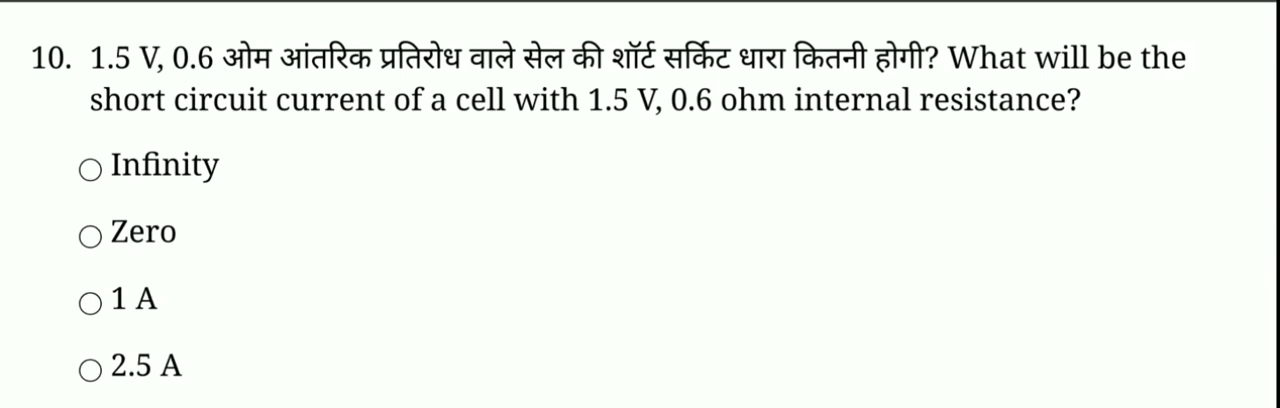 10. 1.5 V, 0.6 ओम आंतरिक प्रतिरोध वाले सेल की शॉर्ट सर्किट धारा कितनी होगी? What will be the
short circuit current of a cell with 1.5 V, 0.6 ohm internal resistance?
Infinity
Zero
1 A
2.5 A